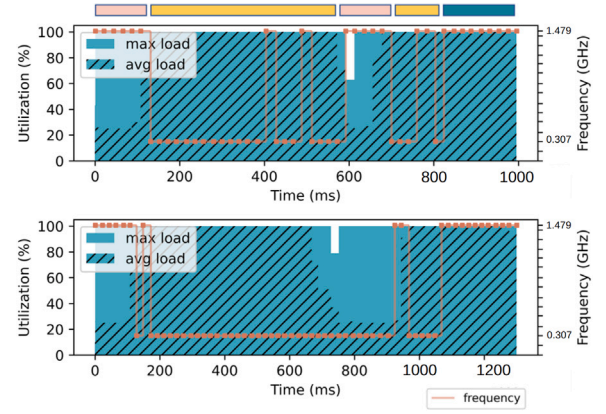 100
80
60
40
20
0
Utilization (%)
max load
avg load
1.479
0.307
Frequency (GHz)
0 200 400 600 800 1000
Time (ms)
100
80
60
40
20
0
Utilization (%)
max load
avg load
1.479
0.307
Frequency (GHz)
0 200 400 600 800 1000 1200
Time (ms)
frequency